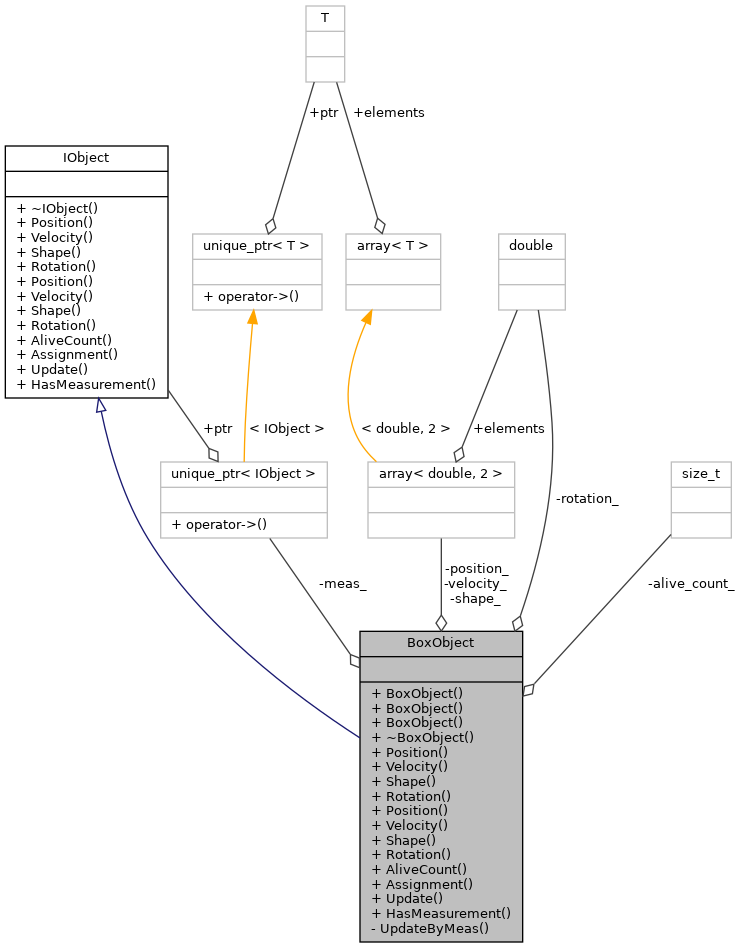 T
+ptr
+elements
IObject
+ ~IObject()
+ Position()
+ Velocity()
+ Shape()
+ Rotation()
+ Position()
+ Velocity()
+ Shape()
+ Rotation()
+ AliveCount()
+ Assignment()
+ Update()
+ HasMeasurement()
unique_ptr< T >
+ operator->()
array< T >
double
+ptr
< IObject >
< double, 2 >
+elements
unique_ptr< IObject >
+ operator->()
array< double, 2 >
-rotation_
size_t
-meas_
-position_
-velocity_
-shape_
-alive_count_
BoxObject
+ BoxObject()
+ BoxObject()
+ BoxObject()
+ ~BoxObject()
+ Position()
+ Velocity()
+ Shape()
+ Rotation()
+ Position()
+ Velocity()
+ Shape()
+ Rotation()
+ AliveCount()
+ Assignment()
+ Update()
+ HasMeasurement()
- UpdateByMeas()